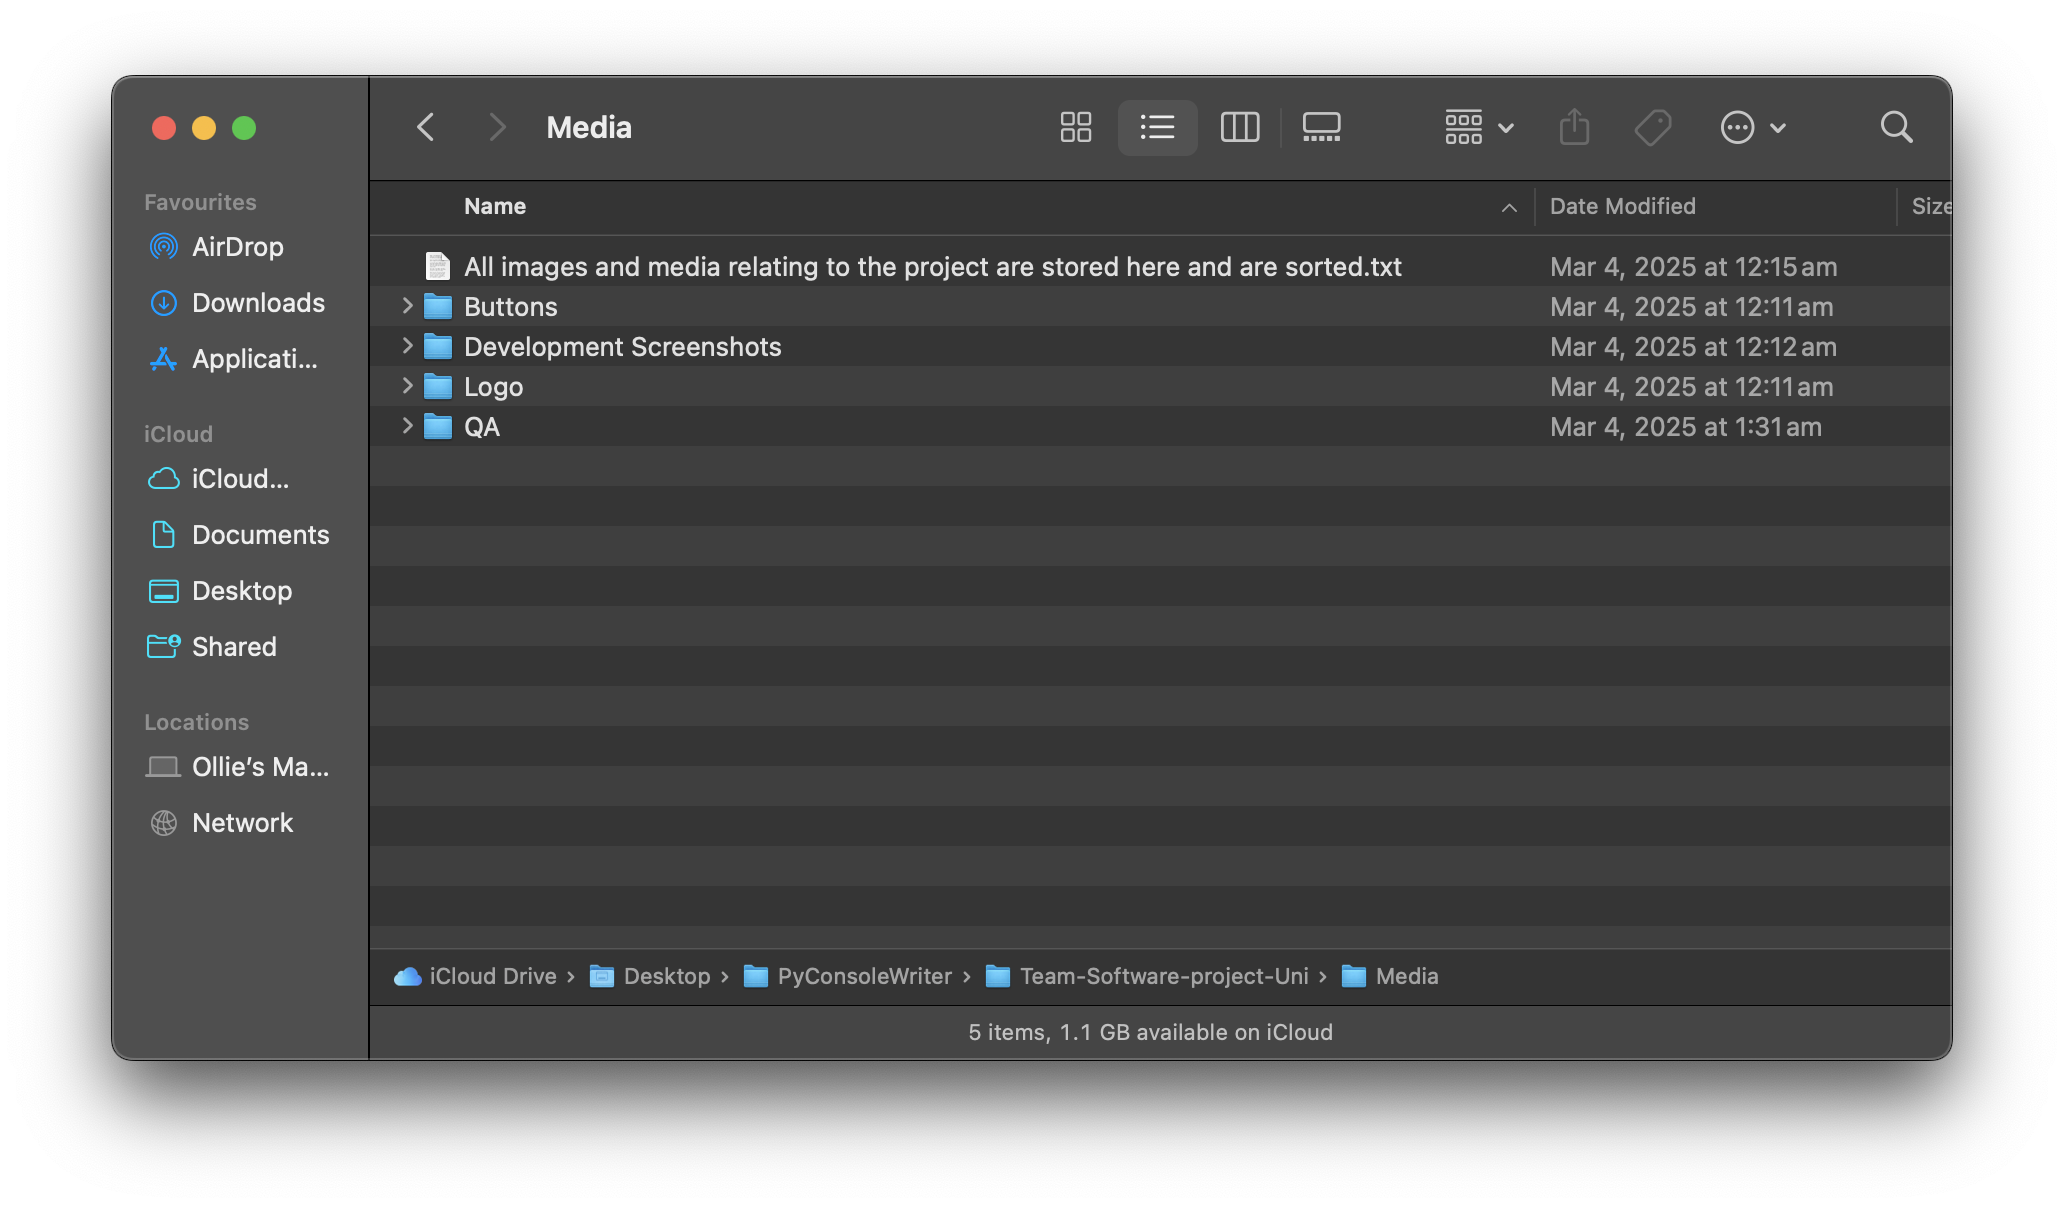 Media
Favourites
AirDrop
Downloads
Applicati...
iCloud
iCloud...
Documents
Desktop
Shared
Locations
Ollie’s Ma...
Network
Name Date Modified Size
All images and media relating to the project are stored here and are sorted.txt Mar 4, 2025 at 12:15 am
Buttons Mar 4, 2025 at 12:11 am
Development Screenshots Mar 4, 2025 at 12:12 am
Logo Mar 4, 2025 at 12:11 am
QA Mar 4, 2025 at 1:31 am
iCloud Drive › Desktop › PyConsoleWriter › Team-Software-project-Uni › Media
5 items, 1.1 GB available on iCloud